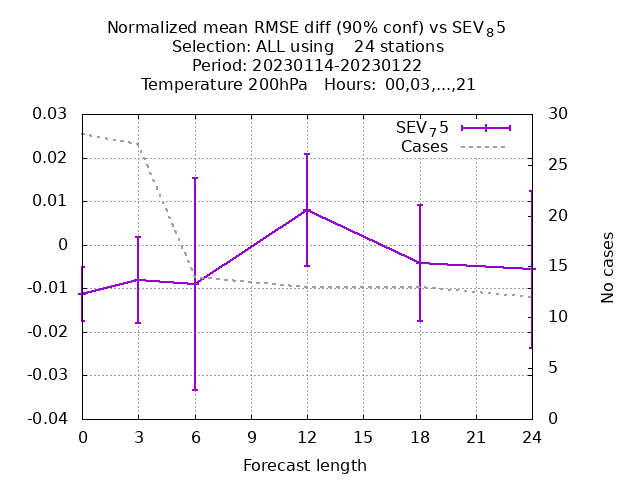 Normalized mean RMSE diff (90% conf) vs SEV₈5
Selection: ALL using    24 stations
Period: 20230114-20230122
Temperature 200hPa   Hours: 00,03,...,21
SEV₇5
Cases
0.03
0.02
0.01
0
-0.01
-0.02
-0.03
-0.04
30
25
20
15
10
5
0
No cases
0 3 6 9 12 15 18 21 24
Forecast length